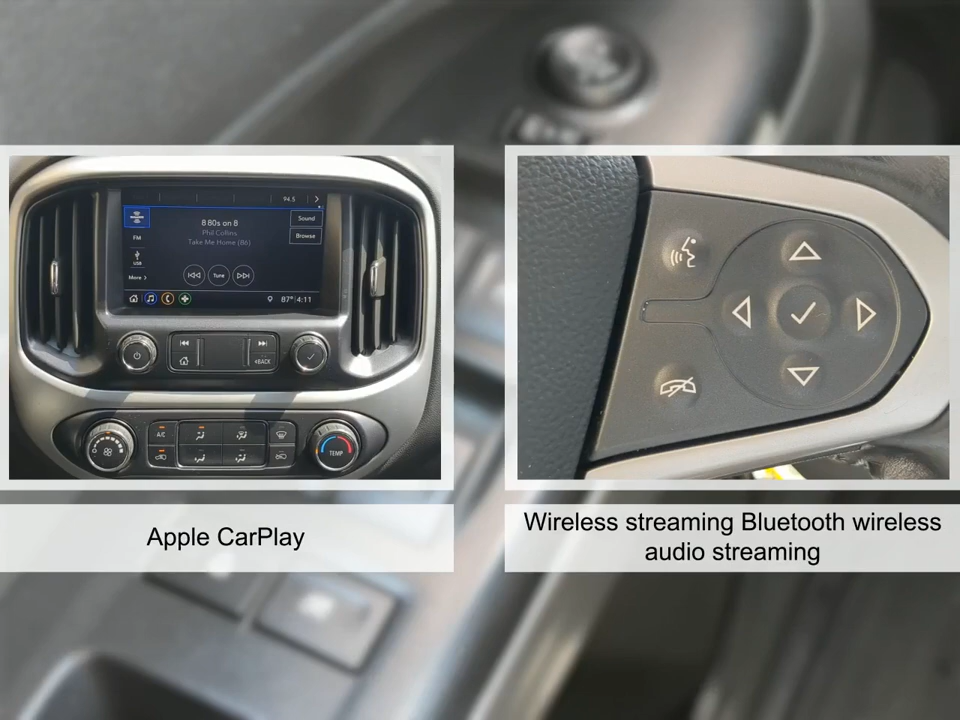 94.5
8 80s on 8
Phil Collins
Take Me Home (86)
Sound
Browse
FM
USB
More
Tune
87° 4:11
BACK
A/C
TEMP
Apple CarPlay
Wireless streaming Bluetooth wireless
audio streaming